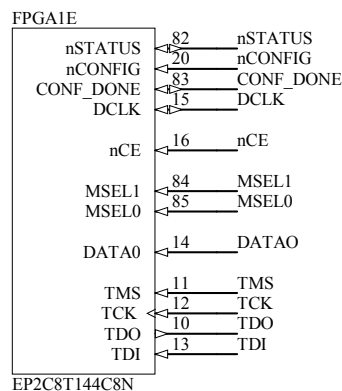 FPGA1E
nSTATUS 82 nSTATUS
nCONFIG 20 nCONFIG
CONF_DONE 83 CONF_DONE
DCLK 15 DCLK
nCE 16 nCE
MSEL1 84 MSEL1
MSEL0 85 MSEL0
DATA0 14 DATAO
TMS 11 TMS
TCK 12 TCK
TDO 10 TDO
TDI 13 TDI
EP2C8T144C8N